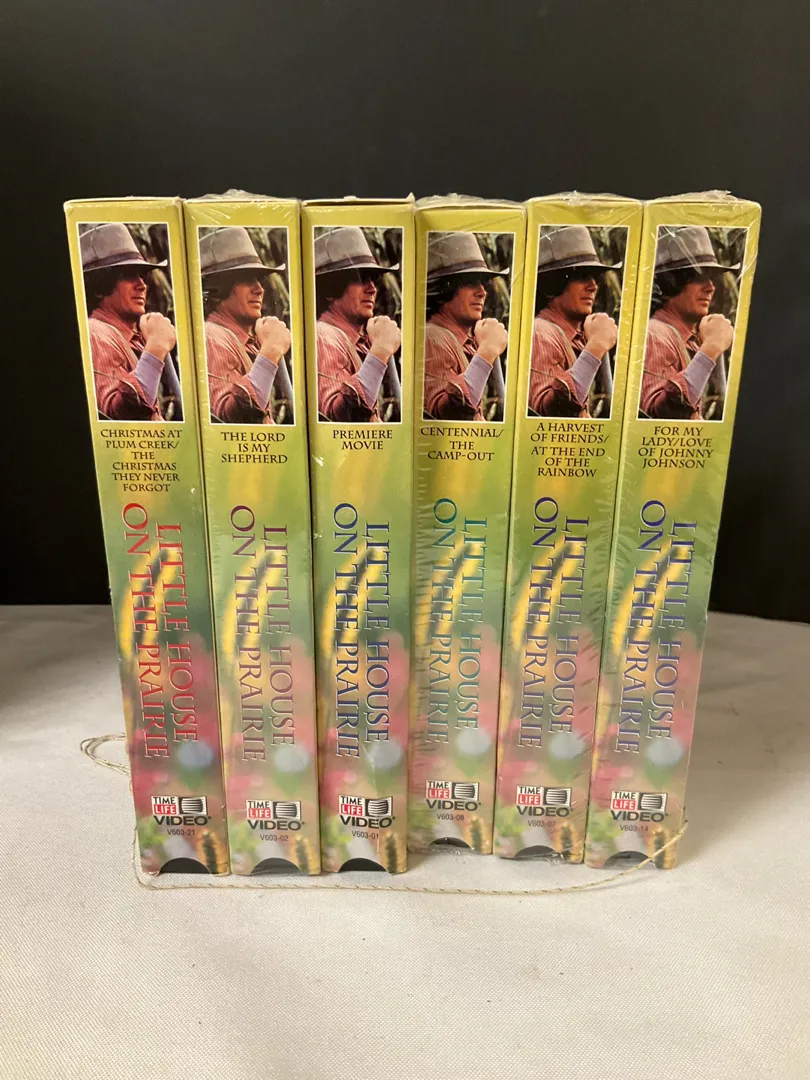 CHRISTMAS AT
PLUM CREEK/
THE
CHRISTMAS
THEY NEVER
FORGOT
LITTLE HOUSE
ON THE PRAIRIE
TIME
LIFE
VIDEO
V603-21
THE LORD
IS MY
SHEPHERD
LITTLE HOUSE
ON THE PRAIRIE
TIME
LIFE
VIDEO
V603-02
PREMIERE
MOVIE
LITTLE HOUSE
ON THE PRAIRIE
TIME
LIFE
VIDEO
V603-01
CENTENNIAL/
THE
CAMP-OUT
LITTLE HOUSE
ON THE PRAIRIE
TIME
LIFE
VIDEO
A HARVEST
OF FRIENDS/
AT THE END
OF THE
RAINBOW
LITTLE HOUSE
ON THE PRAIRIE
TIME
LIFE
VIDEO
FOR MY
LADY/LOVE
OF JOHNNY
JOHNSON
LITTLE HOUSE
ON THE PRAIRIE
TIME
LIFE
VIDEO
V603-14